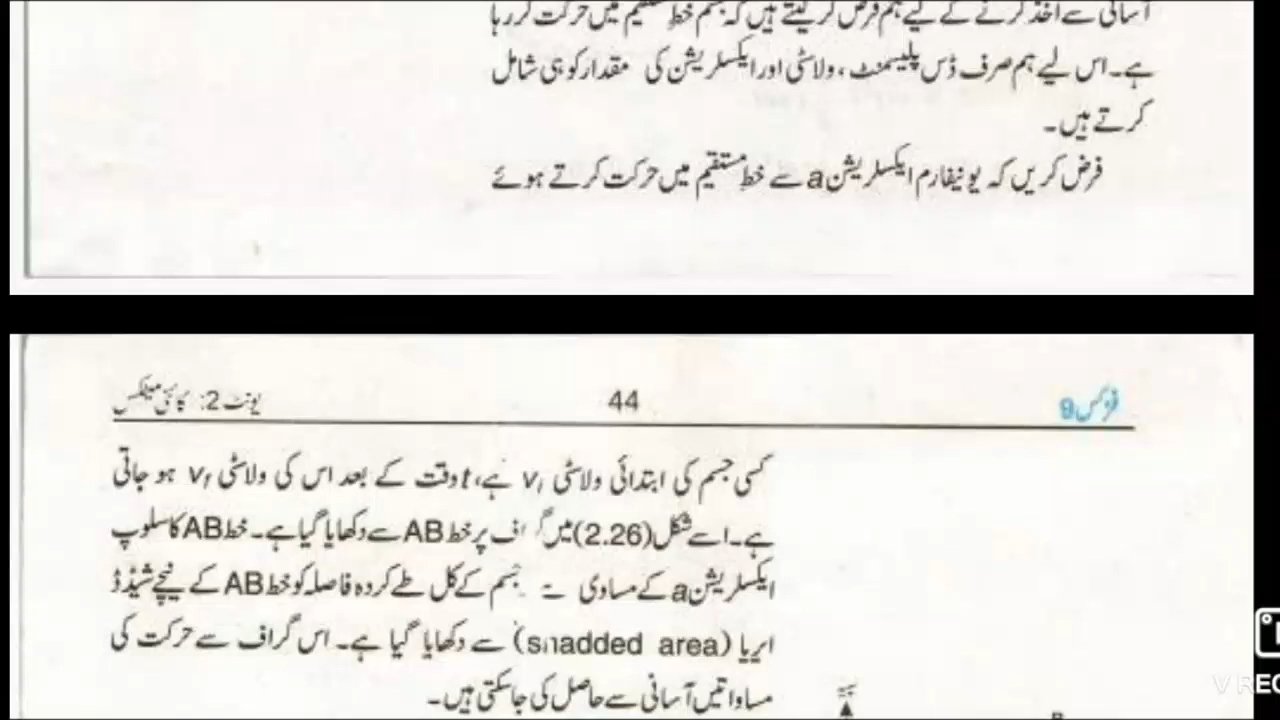 آسانی سے اخذ کرنے کے لیے ہم فرض کر لیتے ہیں کہ جسم خط مستقیم میں حرکت کر رہا
ہے۔ اس لیے ہم صرف ڈس پلیسمنٹ، ولاسٹی اور ایکسلریشن کی مقدار کو ہی شامل
کرتے ہیں۔
فرض کریں کہ یونیفارم ایکسلریشن a سے خط مستقیم میں حرکت کرتے ہوئے
فزکس 9
44
یونٹ 2: کائی میٹکس
کسی جسم کی ابتدائی ولاسٹی vᵢ ہے، t وقت کے بعد اس کی ولاسٹی v𝒻 ہو جاتی
ہے۔ اسے شکل (2.26) میں گراف پر خط AB سے دکھایا گیا ہے۔ خط AB کا سلوپ
ایکسلریشن a کے مساوی جسم کے کل طے کردہ فاصلہ کو خط AB کے نیچے شیڈڈ
ایریا (shadded area) سے دکھایا گیا ہے۔ اس گراف سے حرکت کی
مساواتیں آسانی سے حاصل کی جا سکتی ہیں۔
B
V REC